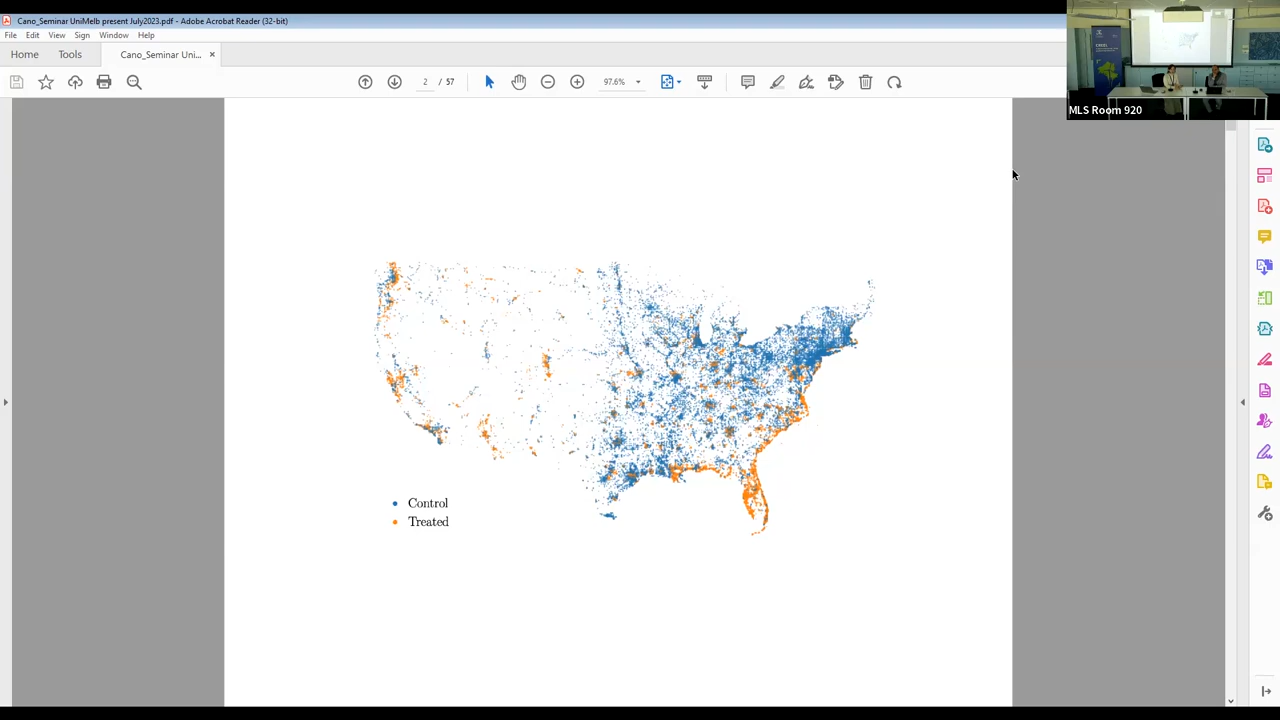 Cano_Seminar UniMelb present July2023.pdf - Adobe Acrobat Reader (32-bit)
File Edit View Sign Window Help
Home Tools Cano_Seminar Uni... ×
2 / 57 97.6%
MLS Room 920
Control
Treated